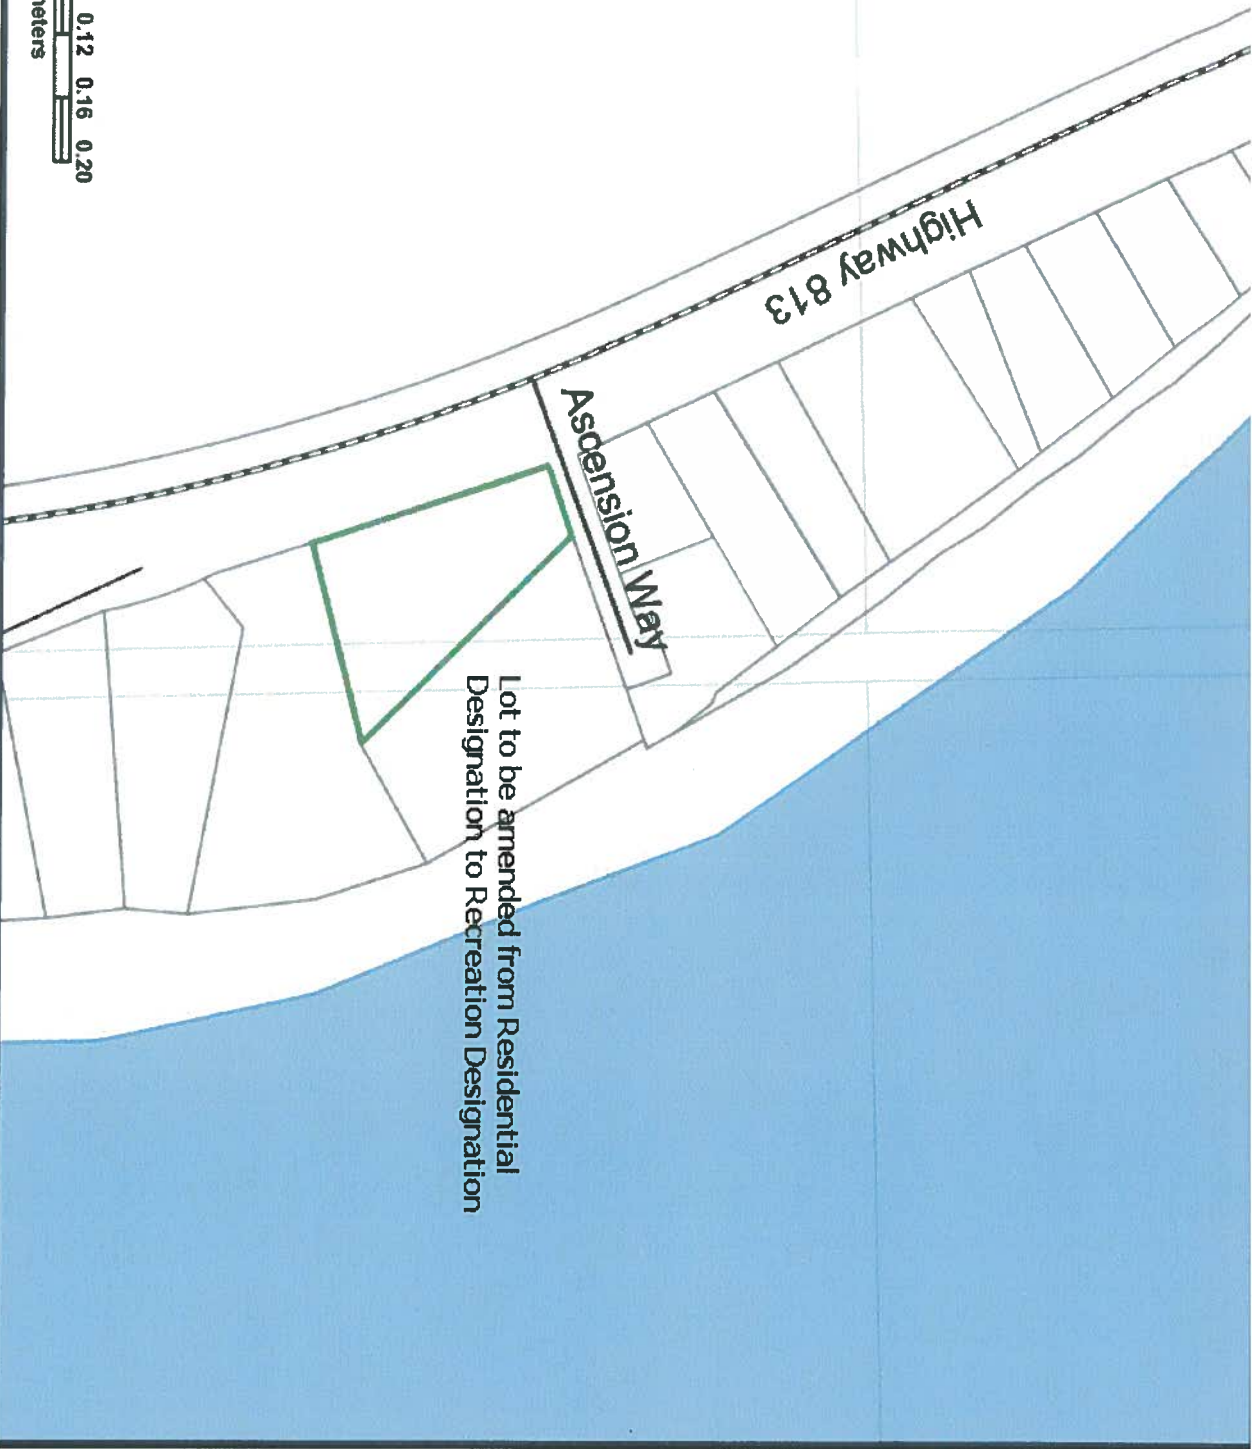 Highway 813
Ascension Way
Lot to be amended from Residential
Designation to Recreation Designation
0.12 0.16 0.20